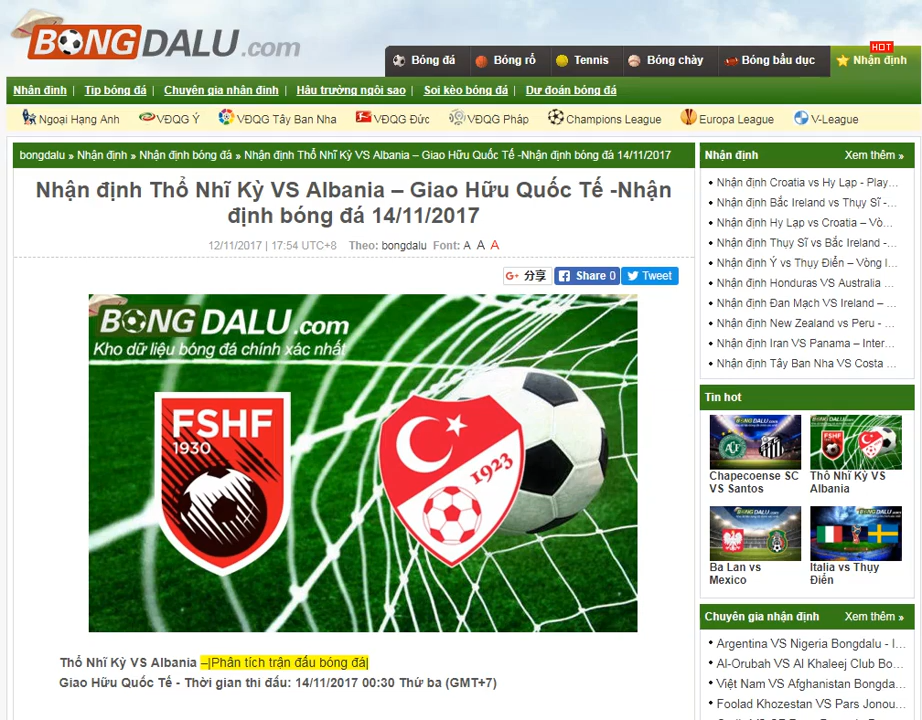 BONGDALU.com
Bóng đá
Bóng rổ
Tennis
Bóng chày
Bóng bầu dục
HOT
Nhận định
Nhận định | Tip bóng đá | Chuyên gia nhận định | Hậu trường ngôi sao | Soi kèo bóng đá | Dự đoán bóng đá
Ngoại Hạng Anh VĐQG Ý VĐQG Tây Ban Nha VĐQG Đức VĐQG Pháp Champions League Europa League V-League
bongdalu » Nhận định » Nhận định bóng đá » Nhận định Thổ Nhĩ Kỳ VS Albania – Giao Hữu Quốc Tế -Nhận định bóng đá 14/11/2017
Nhận định Thổ Nhĩ Kỳ VS Albania – Giao Hữu Quốc Tế -Nhận
định bóng đá 14/11/2017
12/11/2017 | 17:54 UTC+8 Theo: bongdalu Font: A A A
G+ 分享
Share 0
Tweet
BONGDALU.com
Kho dữ liệu bóng đá chính xác nhất
FSHF
1930
1923
Thổ Nhĩ Kỳ VS Albania –|Phân tích trận đấu bóng đá|
Giao Hữu Quốc Tế - Thời gian thi đấu: 14/11/2017 00:30 Thứ ba (GMT+7)
Nhận định Xem thêm »
Nhận định Croatia vs Hy Lạp - Play...
Nhận định Bắc Ireland vs Thụy Sĩ -...
Nhận định Hy Lạp vs Croatia – Vò...
Nhận định Thụy Sĩ vs Bắc Ireland -...
Nhận định Ý vs Thụy Điển – Vòng l...
Nhận định Honduras VS Australia ...
Nhận định Đan Mạch VS Ireland – ...
Nhận định New Zealand vs Peru - ...
Nhận định Iran VS Panama – Inter...
Nhận định Tây Ban Nha VS Costa ...
Tin hot
Chapecoense SC
VS Santos
Thổ Nhĩ Kỳ VS
Albania
Ba Lan vs
Mexico
Italia vs Thụy
Điển
Chuyên gia nhận định Xem thêm »
Argentina VS Nigeria Bongdalu - I...
Al-Orubah VS Al Khaleej Club Bo...
Việt Nam VS Afghanistan Bongda...
Foolad Khozestan VS Pars Jonou...